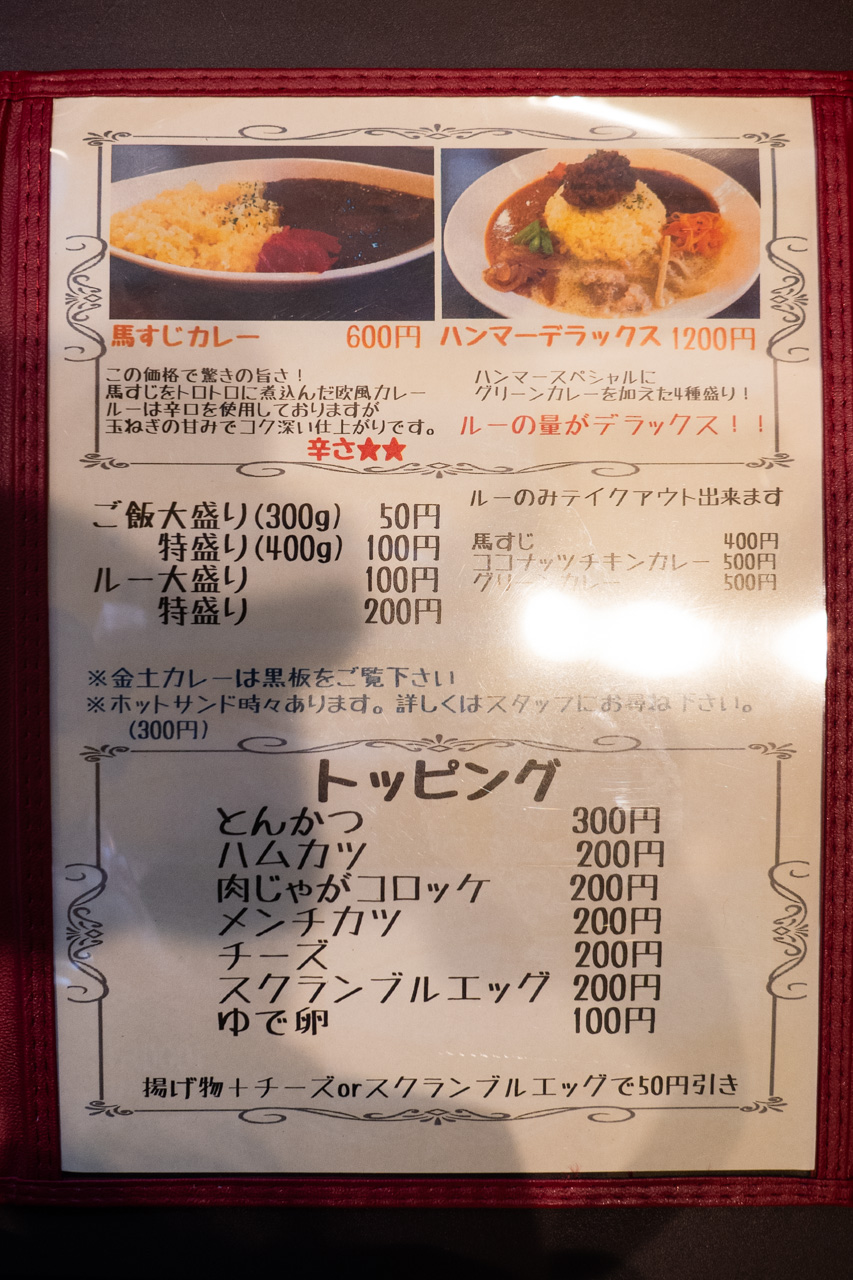 馬すじカレー 600円
この価格で驚きの旨さ！
馬すじをトロトロに煮込んだ欧風カレー
ルーは辛口を使用しておりますが
玉ねぎの甘みでコク深い仕上がりです。
辛さ★★
ハンマーデラックス 1200円
ハンマースペシャルに
グリーンカレーを加えた4種盛り！
ルーの量がデラックス！！
ご飯大盛り(300g) 50円
特盛り(400g) 100円
ルー大盛り 100円
特盛り 200円
ルーのみテイクアウト出来ます
馬すじ 400円
ココナッツチキンカレー 500円
グリーンカレー 500円
※金土カレーは黒板をご覧下さい
※ホットサンド時々あります。詳しくはスタッフにお尋ね下さい。
(300円)
トッピング
とんかつ 300円
ハムカツ 200円
肉じゃがコロッケ 200円
メンチカツ 200円
チーズ 200円
スクランブルエッグ 200円
ゆで卵 100円
揚げ物＋チーズorスクランブルエッグで50円引き